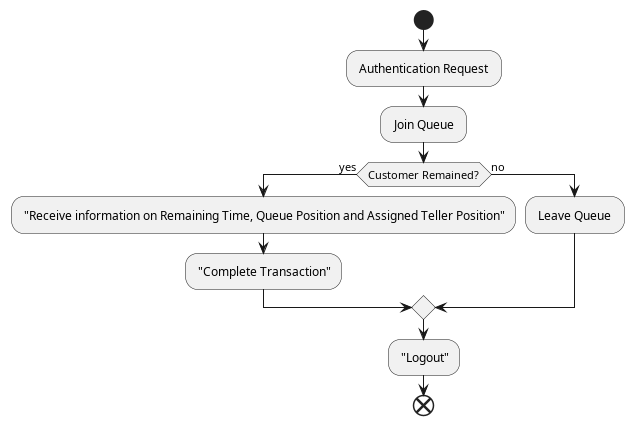 Authentication Request
Join Queue
yes
Customer Remained?
no
"Receive information on Remaining Time, Queue Position and Assigned Teller Position"
Leave Queue
"Complete Transaction"
"Logout"